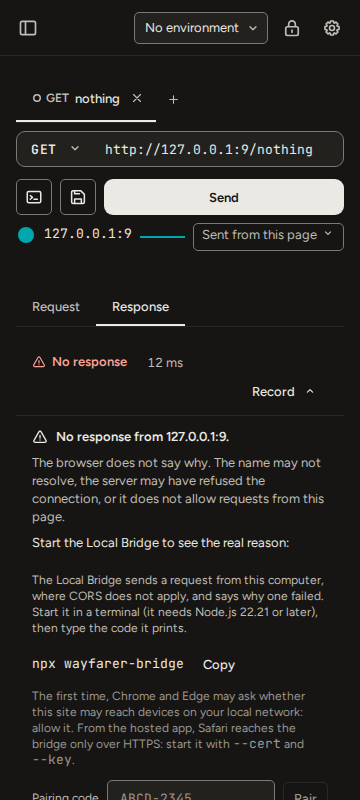 No environment
GET nothing
GET http://127.0.0.1:9/nothing
Send
127.0.0.1:9 Sent from this page
Request Response
No response 12 ms
Record
No response from 127.0.0.1:9.
The browser does not say why. The name may not
resolve, the server may have refused the
connection, or it does not allow requests from this
page.
Start the Local Bridge to see the real reason:
The Local Bridge sends a request from this computer,
where CORS does not apply, and says why one failed.
Start it in a terminal (it needs Node.js 22.21 or later),
then type the code it prints.
npx wayfarer-bridge Copy
The first time, Chrome and Edge may ask whether
this site may reach devices on your local network:
allow it. From the hosted app, Safari reaches the
bridge only over HTTPS: start it with --cert and
--key.
Pairing code ABCD-2345 Pair